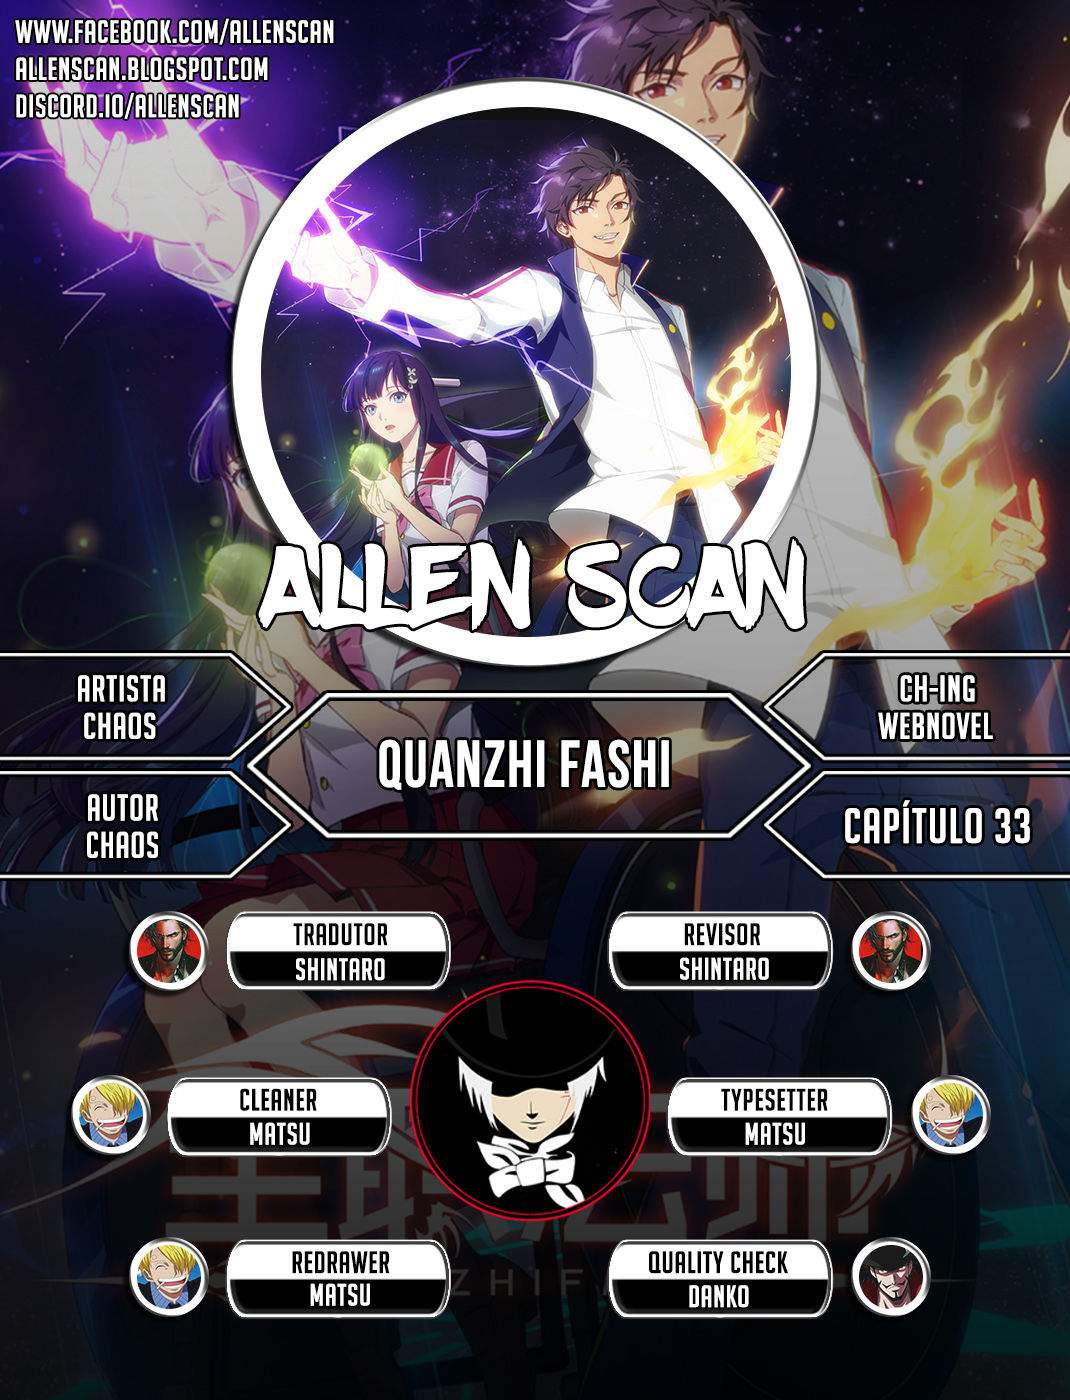 WWW.FACEBOOK.COM/ALLENSCAN
ALLENSCAN.BLOGSPOT.COM
DISCORD.IO/ALLENSCAN
ALLEN SCAN
ARTISTA
CHAOS
AUTOR
CHAOS
QUANZHI FASHI
CH-ING
WEBNOVEL
CAPÍTULO 33
TRADUTOR
SHINTARO
REVISOR
SHINTARO
CLEANER
MATSU
TYPESETTER
MATSU
REDRAWER
MATSU
QUALITY CHECK
DANKO